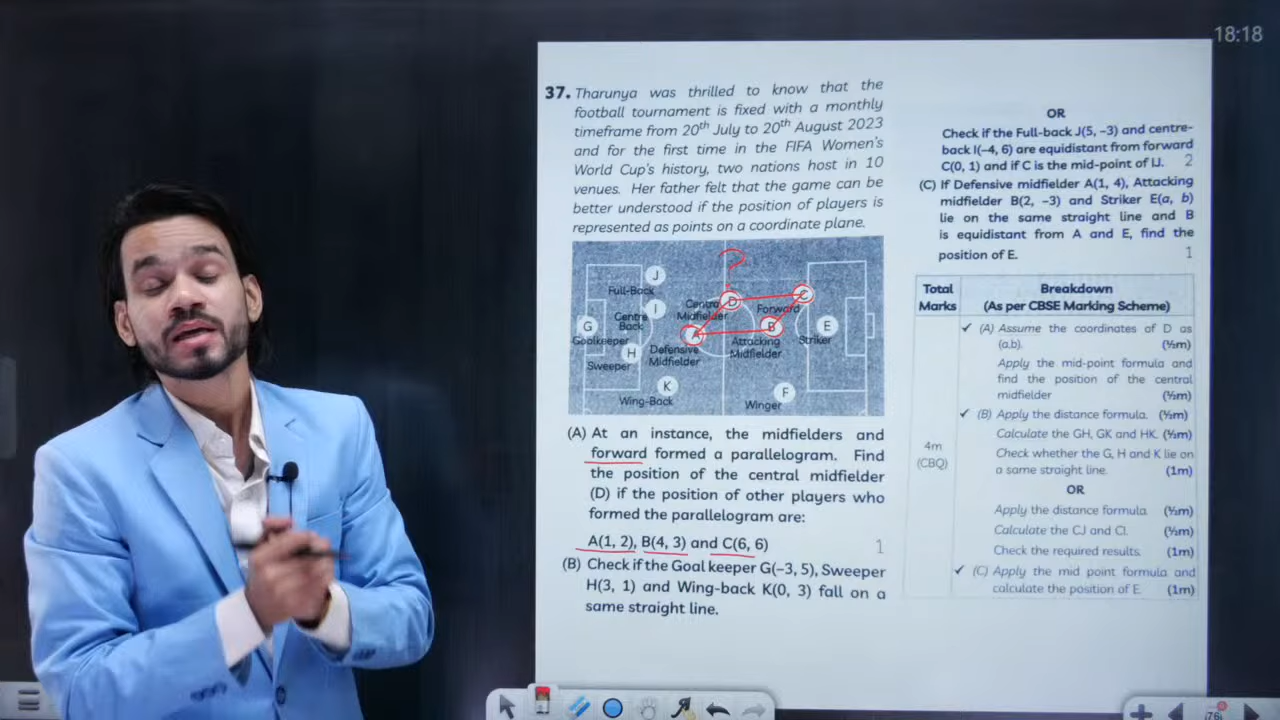 18:18
37. Tharunya was thrilled to know that the
football tournament is fixed with a monthly
timeframe from 20th July to 20th August 2023
and for the first time in the FIFA Women's
World Cup's history, two nations host in 10
venues. Her father felt that the game can be
better understood if the position of players is
represented as points on a coordinate plane.
J
Full-Back
I
Centre
Back
G
Goalkeeper
H
Sweeper
K
Wing-Back
?
D
Central
Midfielder
A
Defensive
Midfielder
C
Forward
B
Attacking
Midfielder
E
Striker
F
Winger
(A) At an instance, the midfielders and
forward formed a parallelogram. Find
the position of the central midfielder
(D) if the position of other players who
formed the parallelogram are:
A(1, 2), B(4, 3) and C(6, 6) 1
(B) Check if the Goal keeper G(−3, 5), Sweeper
H(3, 1) and Wing-back K(0, 3) fall on a
same straight line.
OR
Check if the Full-back J(5, −3) and centre-
back I(−4, 6) are equidistant from forward
C(0, 1) and if C is the mid-point of IJ. 2
(C) If Defensive midfielder A(1, 4), Attacking
midfielder B(2, −3) and Striker E(a, b)
lie on the same straight line and B
is equidistant from A and E, find the
position of E. 1
Total
Marks
Breakdown
(As per CBSE Marking Scheme)
4m
(CBQ)
✓ (A) Assume the coordinates of D as
(a,b). (½m)
Apply the mid-point formula and
find the position of the central
midfielder (½m)
✓ (B) Apply the distance formula. (½m)
Calculate the GH, GK and HK. (½m)
Check whether the G, H and K lie on
a same straight line. (1m)
OR
Apply the distance formula (½m)
Calculate the CJ and CI. (½m)
Check the required results. (1m)
✓ (C) Apply the mid point formula and
calculate the position of E. (1m)